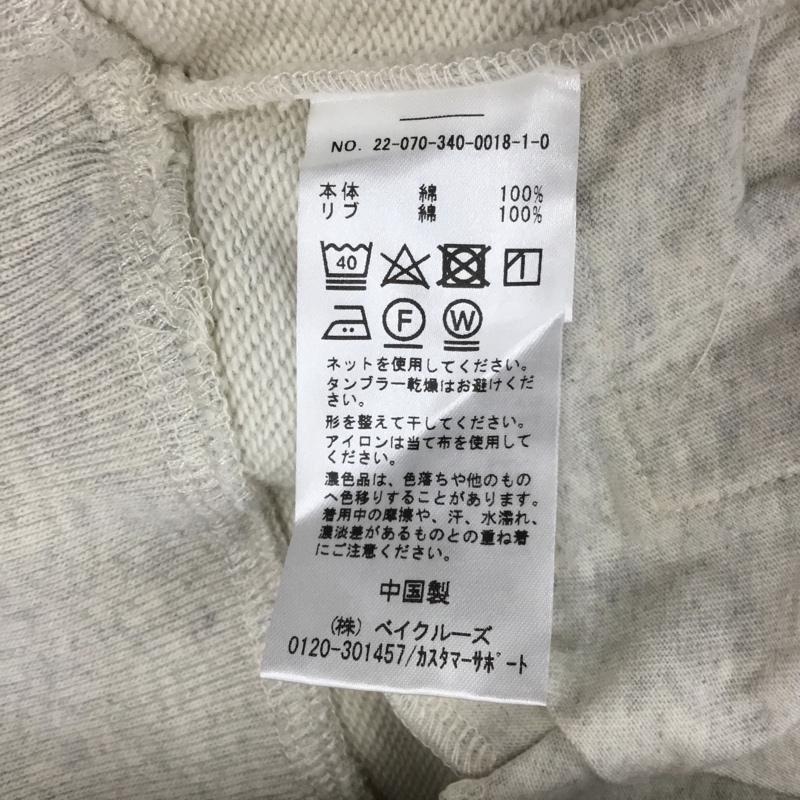 NO. 22-070-340-0018-1-0
本体 綿 100%
リブ 綿 100%
40
F W
ネットを使用してください。
タンブラー乾燥はお避けくださ
い。
形を整えて干してください。
アイロンは当て布を使用して
ください。
濃色品は、色落ちや他のもの
へ色移りすることがあります。
着用中の摩擦や、汗、水濡れ、
濃淡差があるものとの重ね着
にご注意ください。
中国製
(株) ベイクルーズ
0120-301457/カスタマーサポート